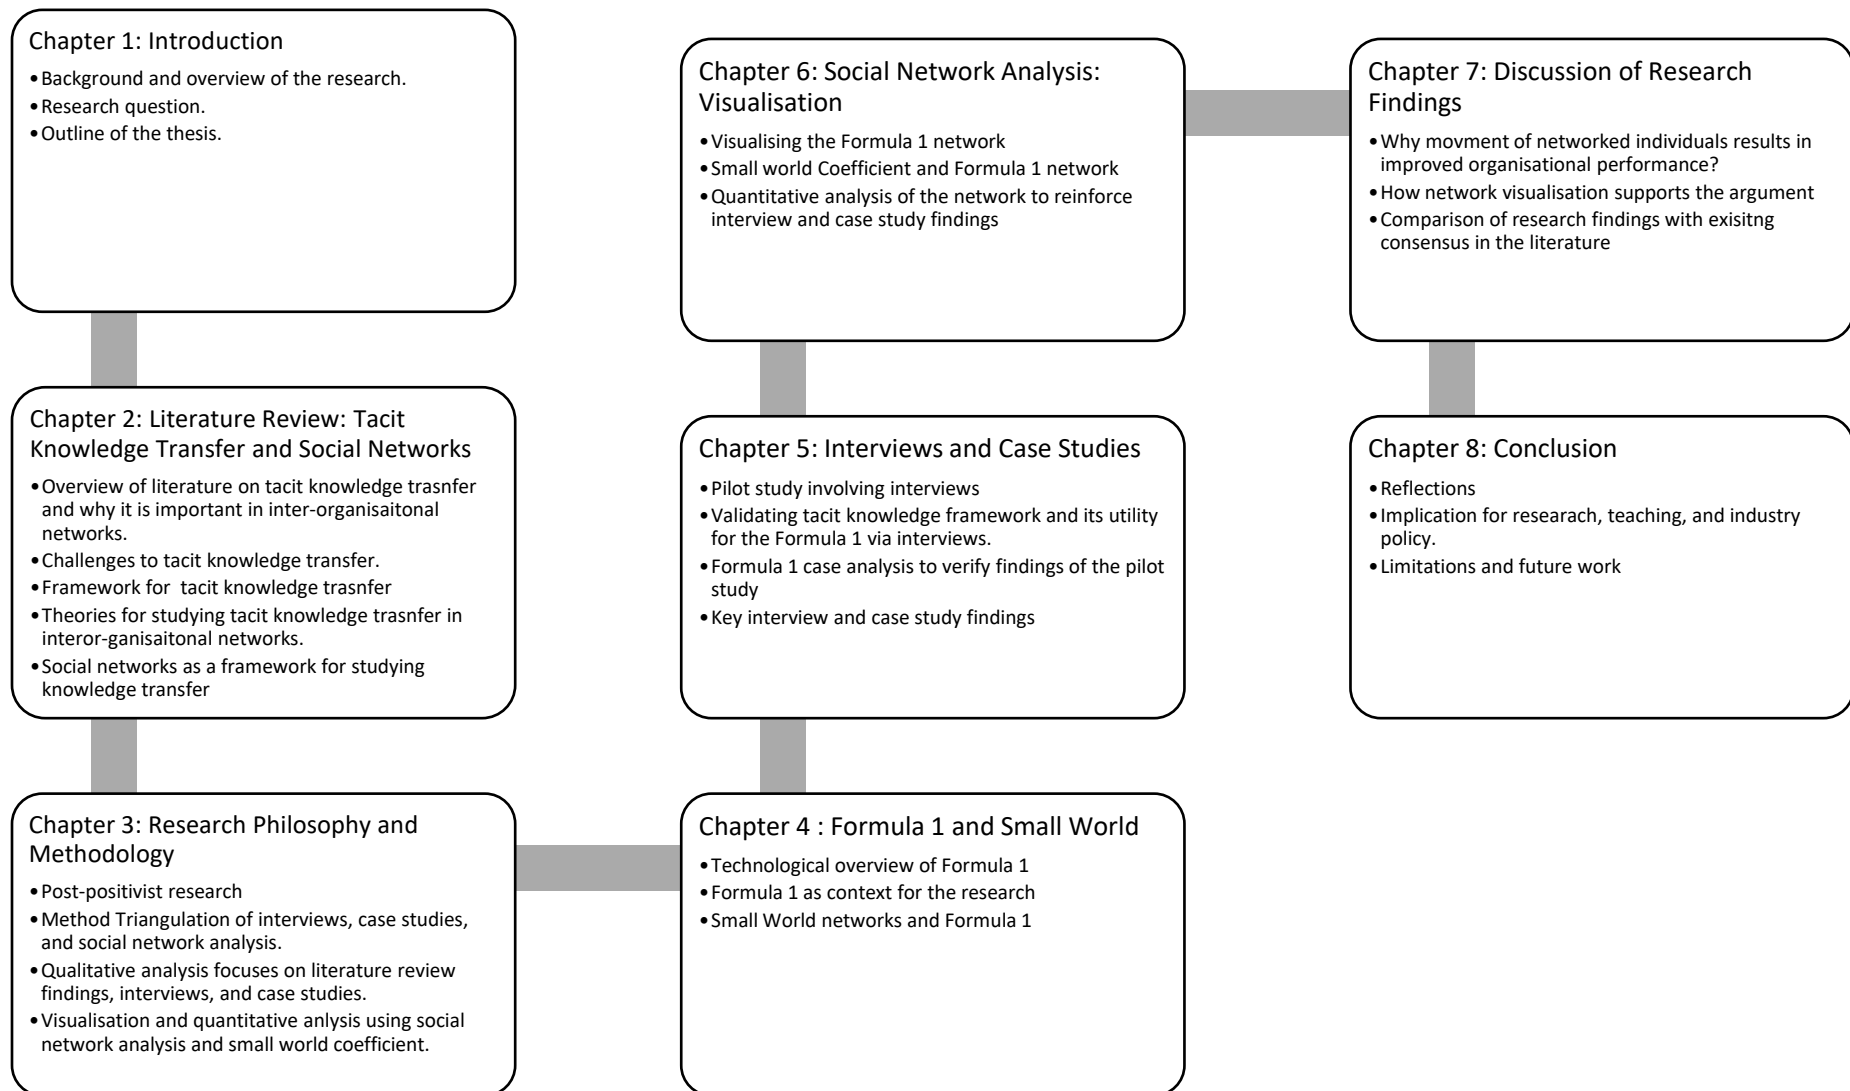 Chapter 1: Introduction
•Background and overview of the research.
•Research question.
•Outline of the thesis.
Chapter 2: Literature Review: Tacit
Knowledge Transfer and Social Networks
•Overview of literature on tacit knowledge trasnfer
and why it is important in inter-organisaitonal
networks.
•Challenges to tacit knowledge transfer.
•Framework for  tacit knowledge trasnfer
•Theories for studying tacit knowledge trasnfer in
interor-ganisaitonal networks.
•Social networks as a framework for studying
knowledge transfer
Chapter 3: Research Philosophy and
Methodology
•Post-positivist research
•Method Triangulation of interviews, case studies,
and social network analysis.
•Qualitative analysis focuses on literature review
findings, interviews, and case studies.
•Visualisation and quantitative anlysis using social
network analysis and small world coefficient.
Chapter 4 : Formula 1 and Small World
•Technological overview of Formula 1
•Formula 1 as context for the research
•Small World networks and Formula 1
Chapter 5: Interviews and Case Studies
•Pilot study involving interviews
•Validating tacit knowledge framework and its utility
for the Formula 1 via interviews.
•Formula 1 case analysis to verify findings of the pilot
study
•Key interview and case study findings
Chapter 6: Social Network Analysis:
Visualisation
•Visualising the Formula 1 network
•Small world Coefficient and Formula 1 network
•Quantitative analysis of the network to reinforce
interview and case study findings
Chapter 7: Discussion of Research
Findings
•Why movment of networked individuals results in
improved organisational performance?
•How network visualisation supports the argument
•Comparison of research findings with exisitng
consensus in the literature
Chapter 8: Conclusion
•Reflections
•Implication for researach, teaching, and industry
policy.
•Limitations and future work